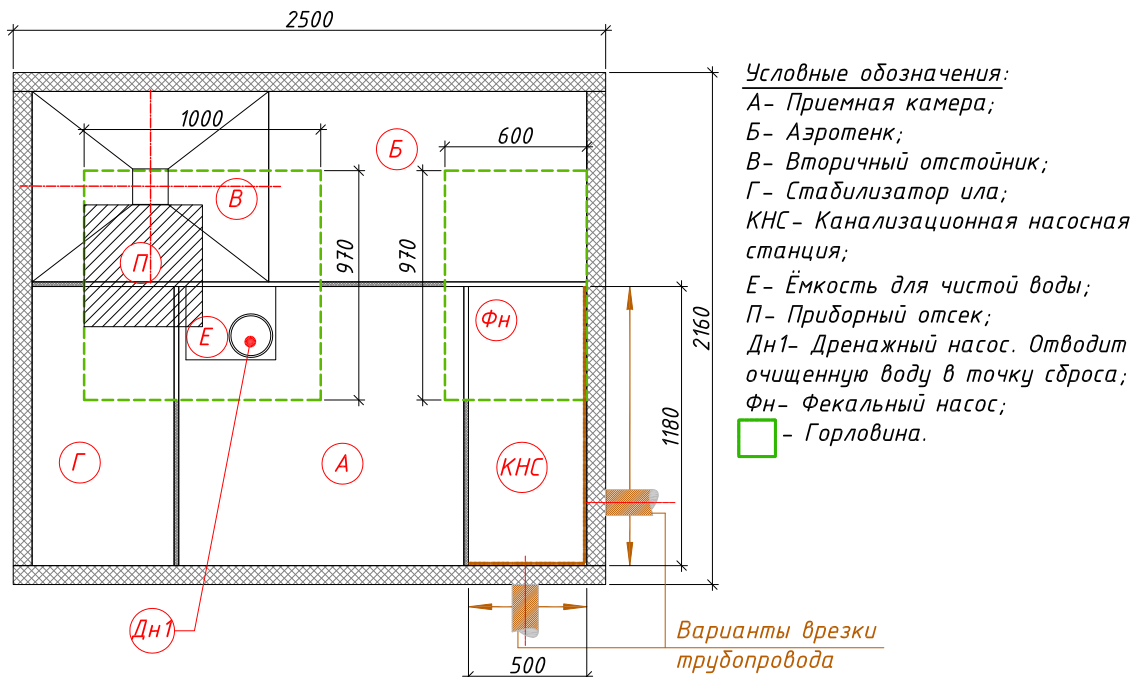 2500
Условные обозначения:
А- Приемная камера;
Б- Аэротенк;
В- Вторичный отстойник;
Г- Стабилизатор ила;
КНС- Канализационная насосная
станция;
Е- Ёмкость для чистой воды;
П- Приборный отсек;
Дн1- Дренажный насос. Отводит
очищенную воду в точку сброса;
Фн- Фекальный насос;
- Горловина.
1000
600
Б
В
970
970
П
Фн
Е
2160
1180
Г
А
КНС
Дн1
Варианты врезки
трубопровода
500